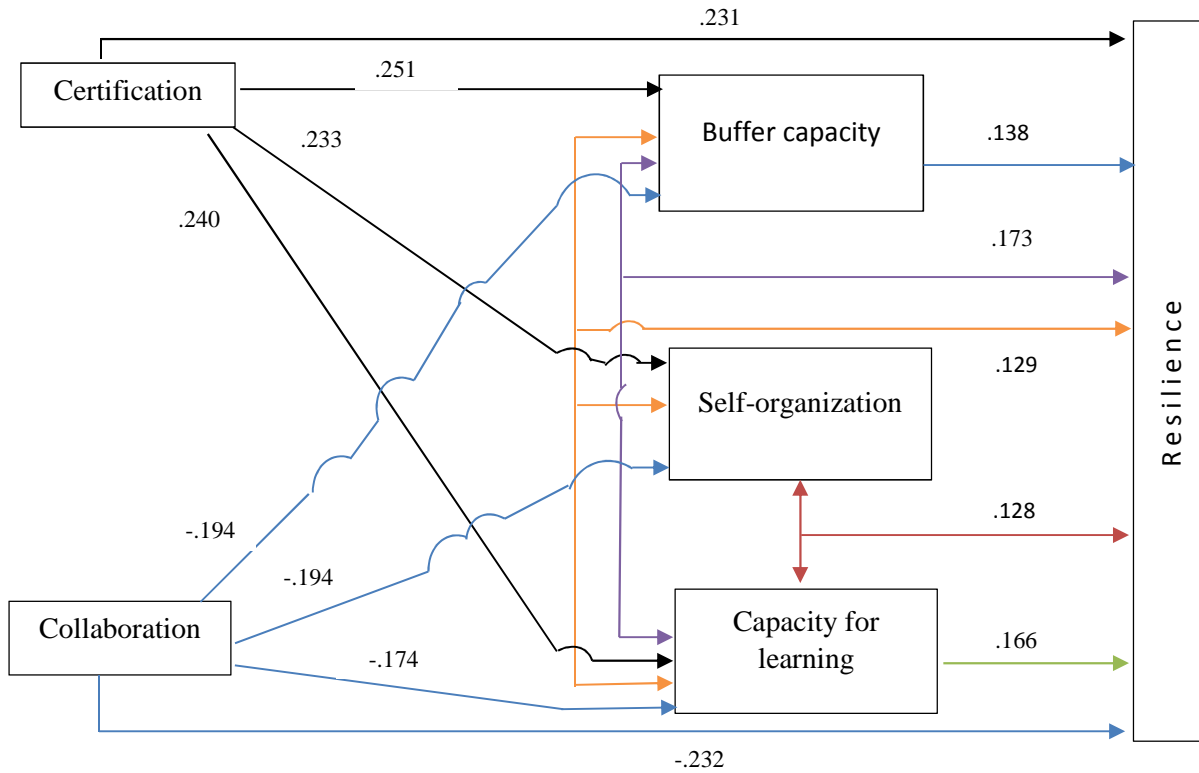 .231
Certification
.251
Buffer capacity
.138
.233
.240
.173
.129
Self-organization
Resilience
-.194
-.194
.128
Collaboration
-.174
Capacity for
learning
.166
-.232